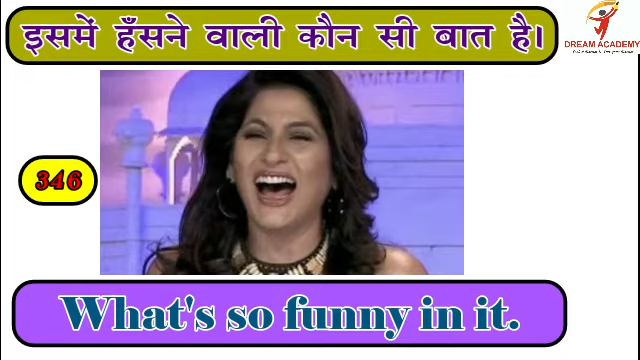 इसमें हँसने वाली कौन सी बात है।
DREAM ACADEMY
346
What's so funny in it.